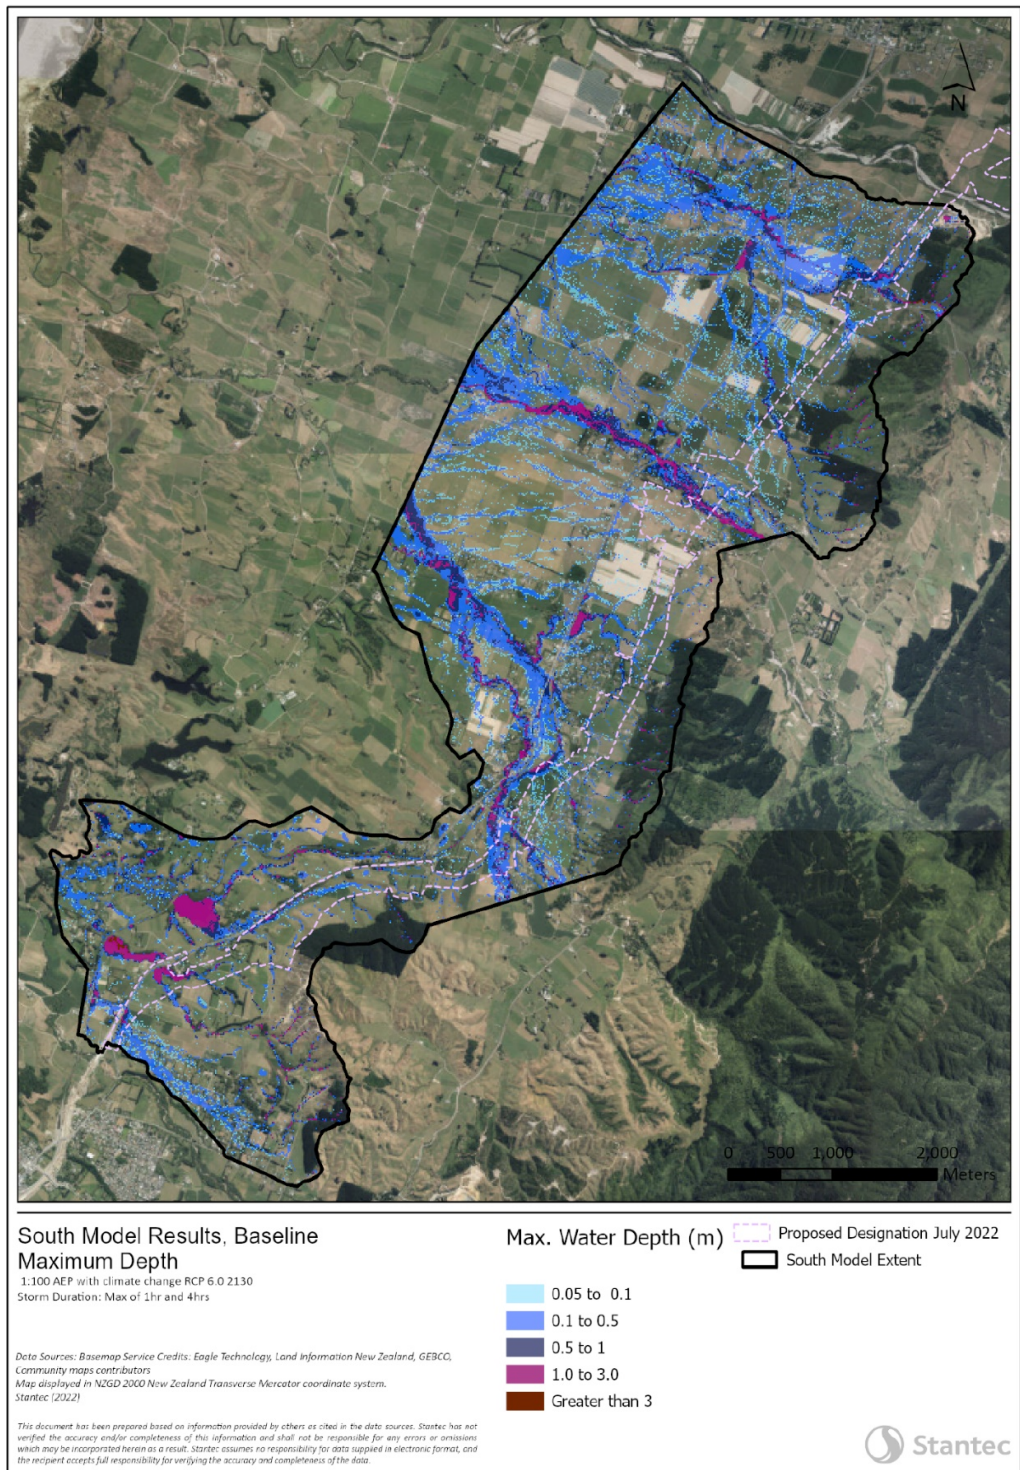 N
0 500 1,000 2,000
Meters
South Model Results, Baseline
Maximum Depth
1:100 AEP with climate change RCP 6.0 2130
Storm Duration: Max of 1hr and 4hrs
Data Sources: Basemap Service Credits: Eagle Technology, Land Information New Zealand, GEBCO,
Community maps contributors
Map displayed in NZGD 2000 New Zealand Transverse Mercator coordinate system.
Stantec (2022)
This document has been prepared based on information provided by others as cited in the data sources. Stantec has not
verified the accuracy and/or completeness of this information and shall not be responsible for any errors or omissions
which may be incorporated herein as a result. Stantec assumes no responsibility for data supplied in electronic format, and
the recipient accepts full responsibility for verifying the accuracy and completeness of the data.
Max. Water Depth (m)
0.05 to 0.1
0.1 to 0.5
0.5 to 1
1.0 to 3.0
Greater than 3
Proposed Designation July 2022
South Model Extent
Stantec